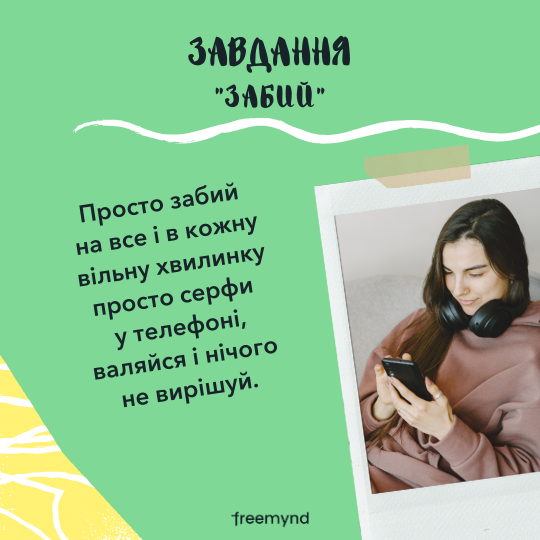 ЗАВДАННЯ
"ЗАБИЙ"
Просто забий
на все і в кожну
вільну хвилинку
просто серфи
у телефоні,
валяйся і нічого
не вирішуй.
freemynd